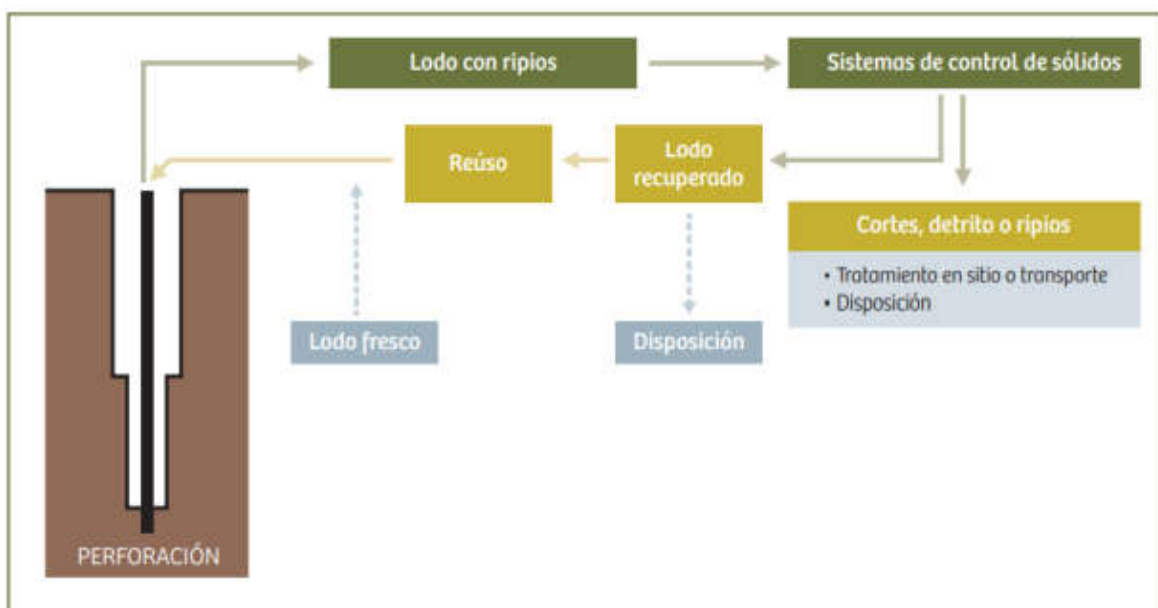 Lodo con ripios
Sistemas de control de sólidos
Reúso
Lodo
recuperado
Cortes, detrito o ripios
• Tratamiento en sitio o transporte
• Disposición
Lodo fresco
Disposición
PERFORACIÓN